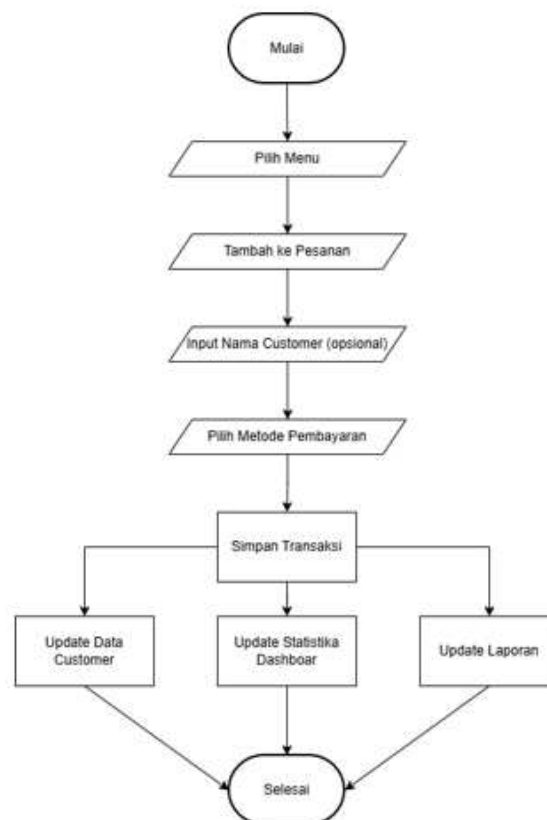 Mulai
Pilih Menu
Tambah ke Pesanan
Input Nama Customer (opsional)
Pilih Metode Pembayaran
Simpan Transaksi
Update Data
Customer
Update Statistika
Dashboar
Update Laporan
Selesai